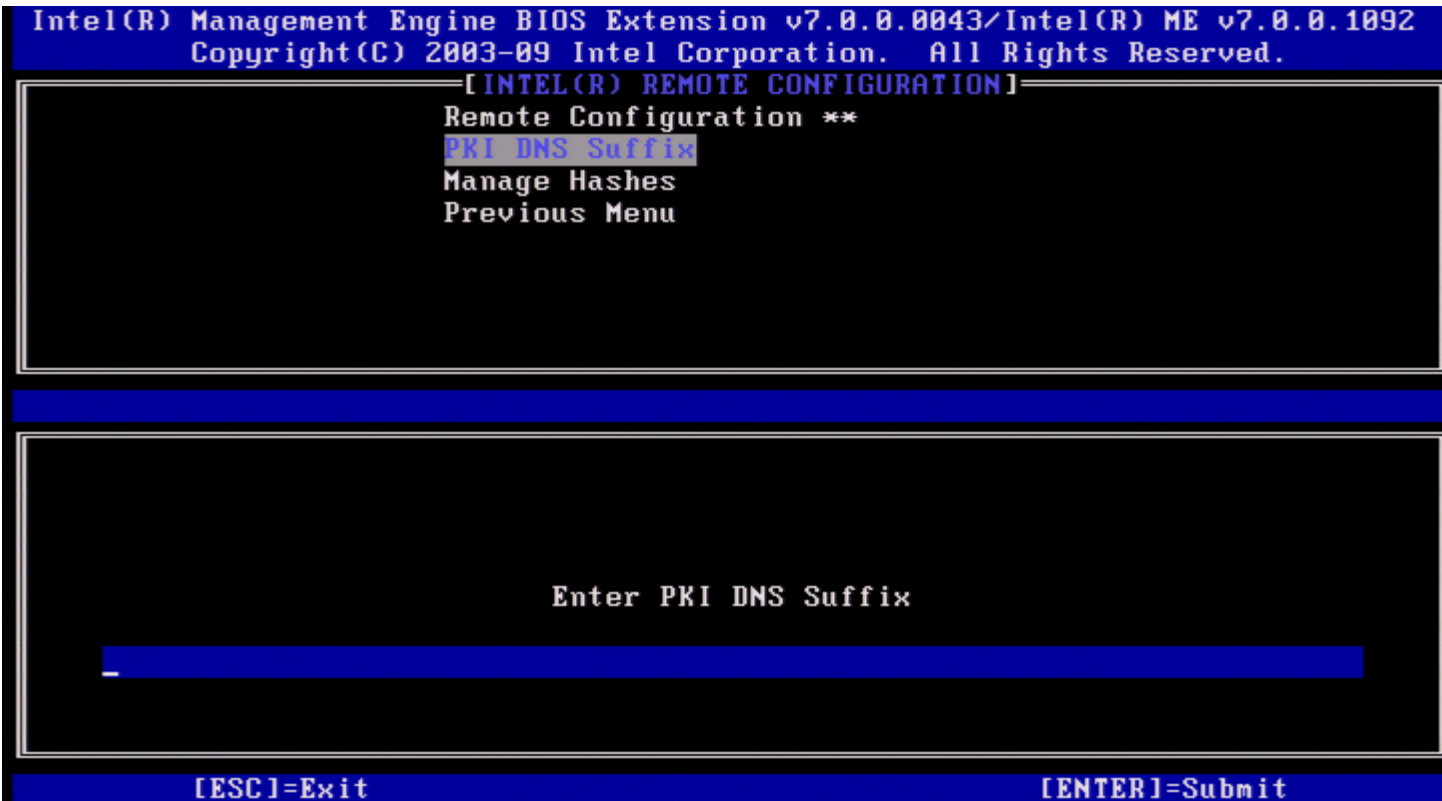 Intel(R) Management Engine BIOS Extension v7.0.0.0043/Intel(R) ME v7.0.0.1092
Copyright(C) 2003-09 Intel Corporation.  All Rights Reserved.
[INTEL(R) REMOTE CONFIGURATION]
Remote Configuration **
PKI DNS Suffix
Manage Hashes
Previous Menu
Enter PKI DNS Suffix
[ESC]=Exit [ENTER]=Submit